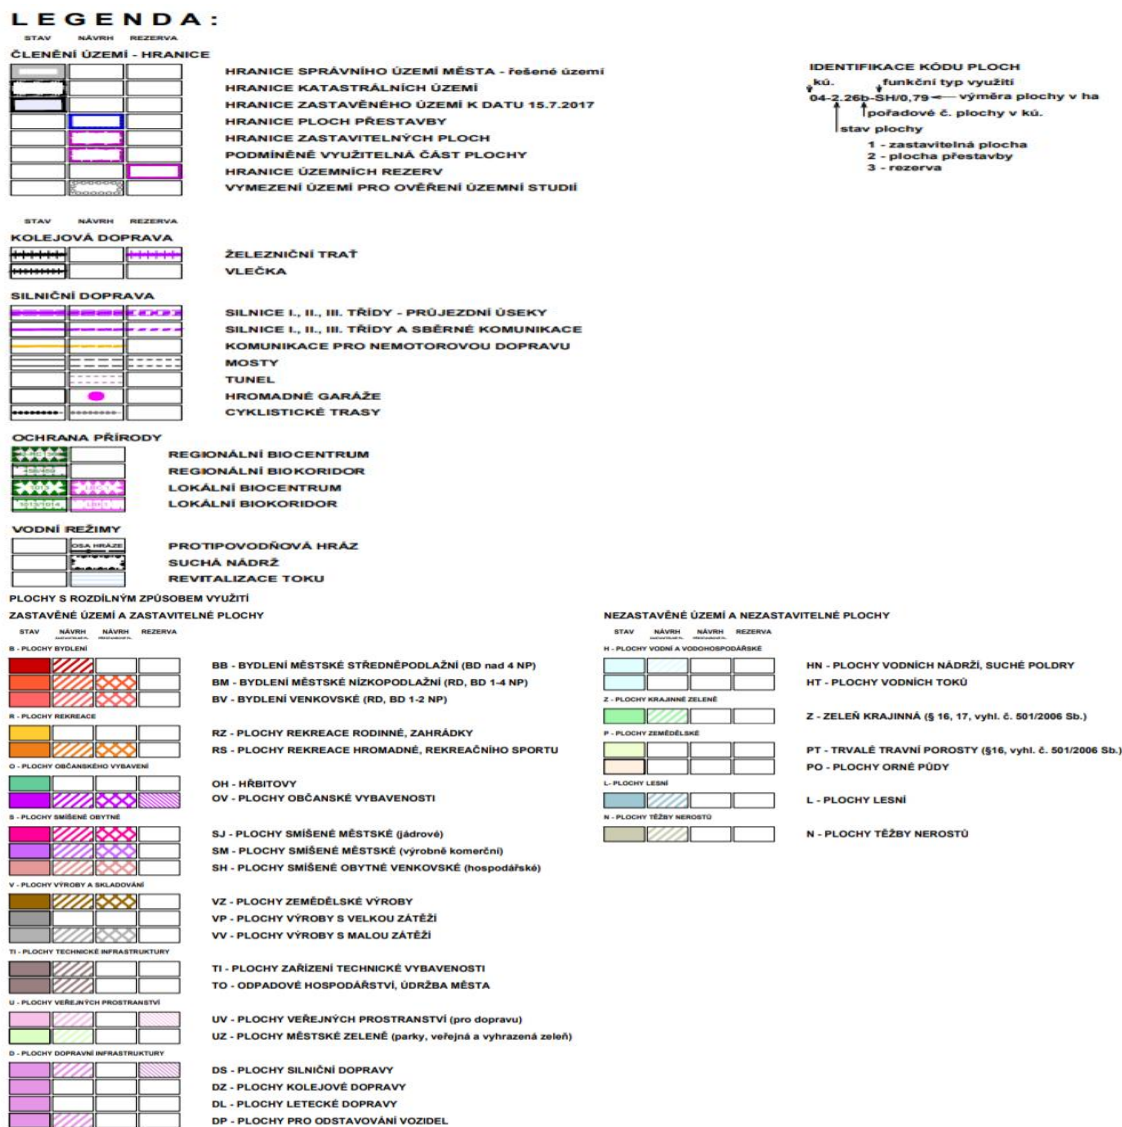 LEGENDA:
STAV NÁVRH REZERVA
ČLENĚNÍ ÚZEMÍ - HRANICE
HRANICE SPRÁVNÍHO ÚZEMÍ MĚSTA - řešené území
HRANICE KATASTRÁLNÍCH ÚZEMÍ
HRANICE ZASTAVĚNÉHO ÚZEMÍ K DATU 15.7.2017
HRANICE PLOCH PŘESTAVBY
HRANICE ZASTAVITELNÝCH PLOCH
PODMÍNĚNĚ VYUŽITELNÁ ČÁST PLOCHY
HRANICE ÚZEMNÍCH REZERV
VYMEZENÍ ÚZEMÍ PRO OVĚŘENÍ ÚZEMNÍ STUDIÍ
IDENTIFIKACE KÓDU PLOCH
kú. funkční typ využití
04-2.26b-SH/0,79 výměra plochy v ha
pořadové č. plochy v kú.
stav plochy
1 - zastavitelná plocha
2 - plocha přestavby
3 - rezerva
STAV NÁVRH REZERVA
KOLEJOVÁ DOPRAVA
ŽELEZNIČNÍ TRAŤ
VLEČKA
SILNIČNÍ DOPRAVA
SILNICE I., II., III. TŘÍDY - PRŮJEZDNÍ ÚSEKY
SILNICE I., II., III. TŘÍDY A SBĚRNÉ KOMUNIKACE
KOMUNIKACE PRO NEMOTOROVOU DOPRAVU
MOSTY
TUNEL
HROMADNÉ GARÁŽE
CYKLISTICKÉ TRASY
OCHRANA PŘÍRODY
REGIONÁLNÍ BIOCENTRUM
REGIONÁLNÍ BIOKORIDOR
LOKÁLNÍ BIOCENTRUM
LOKÁLNÍ BIOKORIDOR
VODNÍ REŽIMY
OSA HRÁZE PROTIPOVODŇOVÁ HRÁZ
SUCHÁ NÁDRŽ
REVITALIZACE TOKU
PLOCHY S ROZDÍLNÝM ZPŮSOBEM VYUŽITÍ
ZASTAVĚNÉ ÚZEMÍ A ZASTAVITELNÉ PLOCHY
STAV NÁVRH NÁVRH REZERVA
B - PLOCHY BYDLENÍ
BB - BYDLENÍ MĚSTSKÉ STŘEDNĚPODLAŽNÍ (BD nad 4 NP)
BM - BYDLENÍ MĚSTSKÉ NÍZKOPODLAŽNÍ (RD, BD 1-4 NP)
BV - BYDLENÍ VENKOVSKÉ (RD, BD 1-2 NP)
R - PLOCHY REKREACE
RZ - PLOCHY REKREACE RODINNÉ, ZAHRÁDKY
RS - PLOCHY REKREACE HROMADNÉ, REKREAČNÍHO SPORTU
O - PLOCHY OBČANSKÉHO VYBAVENÍ
OH - HŘBITOVY
OV - PLOCHY OBČANSKÉ VYBAVENOSTI
S - PLOCHY SMÍŠENÉ OBYTNÉ
SJ - PLOCHY SMÍŠENÉ MĚSTSKÉ (jádrové)
SM - PLOCHY SMÍŠENÉ MĚSTSKÉ (výrobně komerční)
SH - PLOCHY SMÍŠENÉ OBYTNÉ VENKOVSKÉ (hospodářské)
V - PLOCHY VÝROBY A SKLADOVÁNÍ
VZ - PLOCHY ZEMĚDĚLSKÉ VÝROBY
VP - PLOCHY VÝROBY S VELKOU ZÁTĚŽÍ
VV - PLOCHY VÝROBY S MALOU ZÁTĚŽÍ
TI - PLOCHY TECHNICKÉ INFRASTRUKTURY
TI - PLOCHY ZAŘÍZENÍ TECHNICKÉ VYBAVENOSTI
TO - ODPADOVÉ HOSPODÁŘSTVÍ, ÚDRŽBA MĚSTA
U - PLOCHY VEŘEJNÝCH PROSTRANSTVÍ
UV - PLOCHY VEŘEJNÝCH PROSTRANSTVÍ (pro dopravu)
UZ - PLOCHY MĚSTSKÉ ZELENĚ (parky, veřejná a vyhrazená zeleň)
D - PLOCHY DOPRAVNÍ INFRASTRUKTURY
DS - PLOCHY SILNIČNÍ DOPRAVY
DZ - PLOCHY KOLEJOVÉ DOPRAVY
DL - PLOCHY LETECKÉ DOPRAVY
DP - PLOCHY PRO ODSTAVOVÁNÍ VOZIDEL
NEZASTAVĚNÉ ÚZEMÍ A NEZASTAVITELNÉ PLOCHY
STAV NÁVRH NÁVRH REZERVA
H - PLOCHY VODNÍ A VODOHOSPODÁŘSKÉ
HN - PLOCHY VODNÍCH NÁDRŽÍ, SUCHÉ POLDRY
HT - PLOCHY VODNÍCH TOKŮ
Z - PLOCHY KRAJINNÉ ZELENĚ
Z - ZELEŇ KRAJINNÁ (§ 16, 17, vyhl. č. 501/2006 Sb.)
P - PLOCHY ZEMĚDĚLSKÉ
PT - TRVALÉ TRAVNÍ POROSTY (§16, vyhl. č. 501/2006 Sb.)
PO - PLOCHY ORNÉ PŮDY
L- PLOCHY LESNÍ
L - PLOCHY LESNÍ
N - PLOCHY TĚŽBY NEROSTŮ
N - PLOCHY TĚŽBY NEROSTŮ